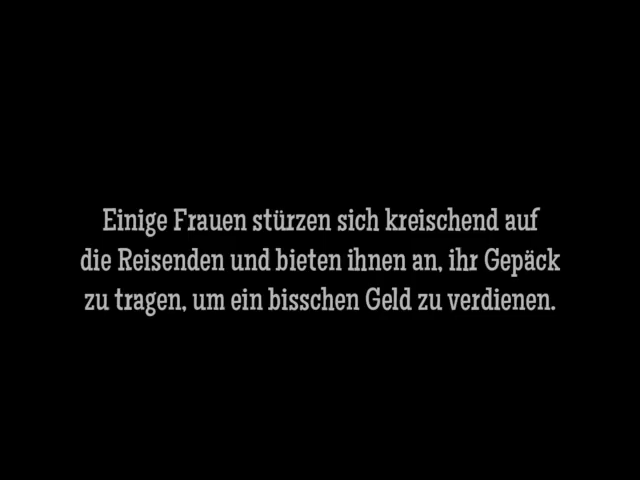 Einige Frauen stürzen sich kreischend auf
die Reisenden und bieten ihnen an, ihr Gepäck
zu tragen, um ein bisschen Geld zu verdienen.